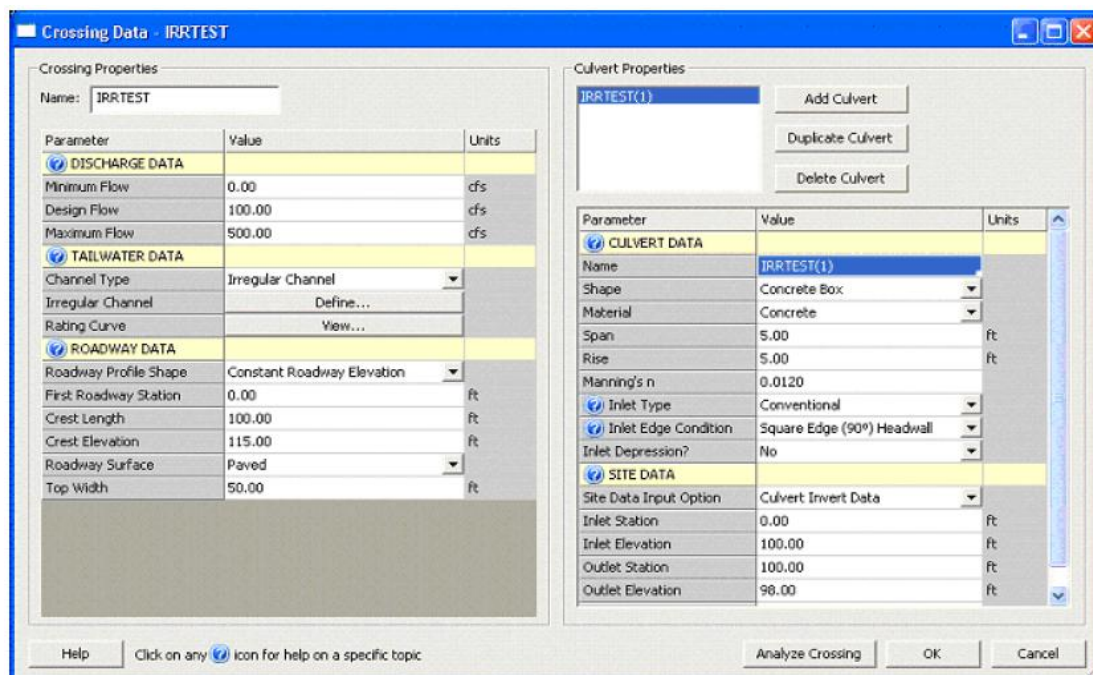 Crossing Data - IRRTEST
Crossing Properties
Name: IRRTEST
Parameter Value Units
DISCHARGE DATA
Minimum Flow 0.00 cfs
Design Flow 100.00 cfs
Maximum Flow 500.00 cfs
TAILWATER DATA
Channel Type Irregular Channel
Irregular Channel Define...
Rating Curve View...
ROADWAY DATA
Roadway Profile Shape Constant Roadway Elevation
First Roadway Station 0.00 ft
Crest Length 100.00 ft
Crest Elevation 115.00 ft
Roadway Surface Paved
Top Width 50.00 ft
Culvert Properties
IRRTEST(1)
Add Culvert
Duplicate Culvert
Delete Culvert
Parameter Value Units
CULVERT DATA
Name IRRTEST(1)
Shape Concrete Box
Material Concrete
Span 5.00 ft
Rise 5.00 ft
Manning's n 0.0120
Inlet Type Conventional
Inlet Edge Condition Square Edge (90º) Headwall
Inlet Depression? No
SITE DATA
Site Data Input Option Culvert Invert Data
Inlet Station 0.00 ft
Inlet Elevation 100.00 ft
Outlet Station 100.00 ft
Outlet Elevation 98.00 ft
Help Click on any ? icon for help on a specific topic Analyze Crossing OK Cancel